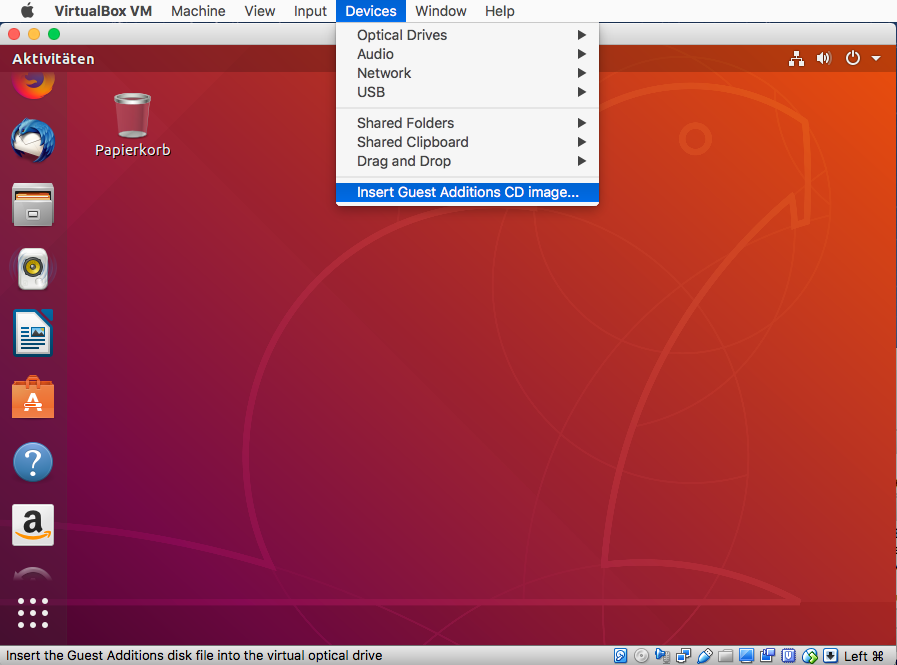 VirtualBox VM Machine View Input Devices Window Help
Optical Drives
Audio
Network
USB
Shared Folders
Shared Clipboard
Drag and Drop
Insert Guest Additions CD image...
Aktivitäten
Papierkorb
A
?
a
Insert the Guest Additions disk file into the virtual optical drive
Left ⌘